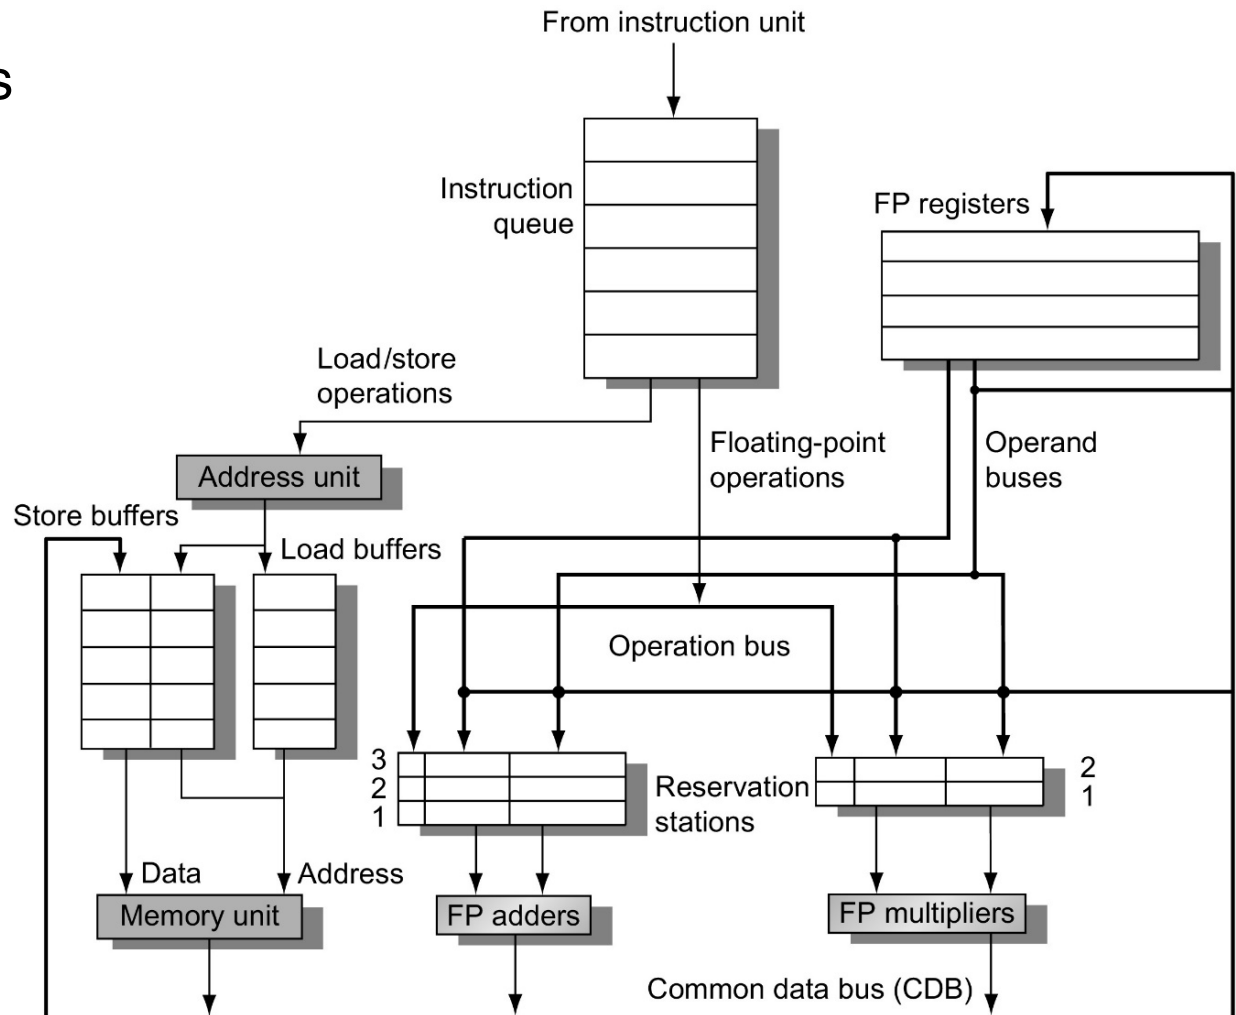 From instruction unit
s
Instruction
queue
FP registers
Load/store
operations
Floating-point
operations
Operand
buses
Address unit
Store buffers
Load buffers
Operation bus
3
2
1
Reservation
stations
2
1
Data
Address
Memory unit
FP adders
FP multipliers
Common data bus (CDB)